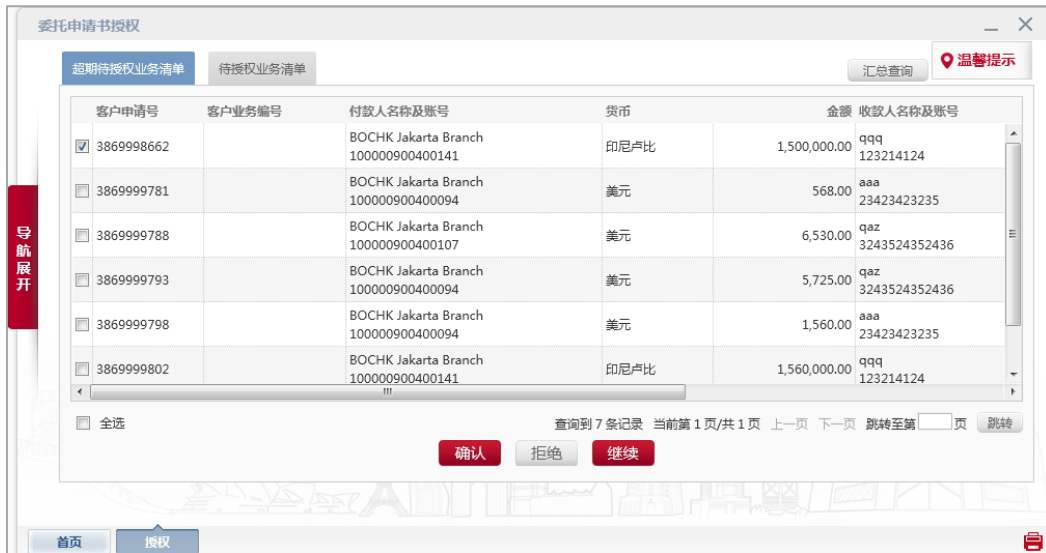 委托申请书授权
超期待授权业务清单 待授权业务清单 汇总查询 温馨提示
客户申请号 客户业务编号 付款人名称及账号 货币 金额 收款人名称及账号
3869998662 BOCHK Jakarta Branch 印尼卢比 1,500,000.00 qqq
100000900400141 123214124
3869999781 BOCHK Jakarta Branch 美元 568.00 aaa
100000900400094 23423423235
3869999788 BOCHK Jakarta Branch 美元 6,530.00 qaz
100000900400107 3243524352436
3869999793 BOCHK Jakarta Branch 美元 5,725.00 qaz
100000900400094 3243524352436
3869999798 BOCHK Jakarta Branch 美元 1,560.00 aaa
100000900400094 23423423235
3869999802 BOCHK Jakarta Branch 印尼卢比 1,560,000.00 qqq
100000900400141 123214124
全选 查询到 7 条记录 当前第 1 页/共 1 页 上一页 下一页 跳转至第 页 跳转
确认 拒绝 继续
导航展开
首页 授权